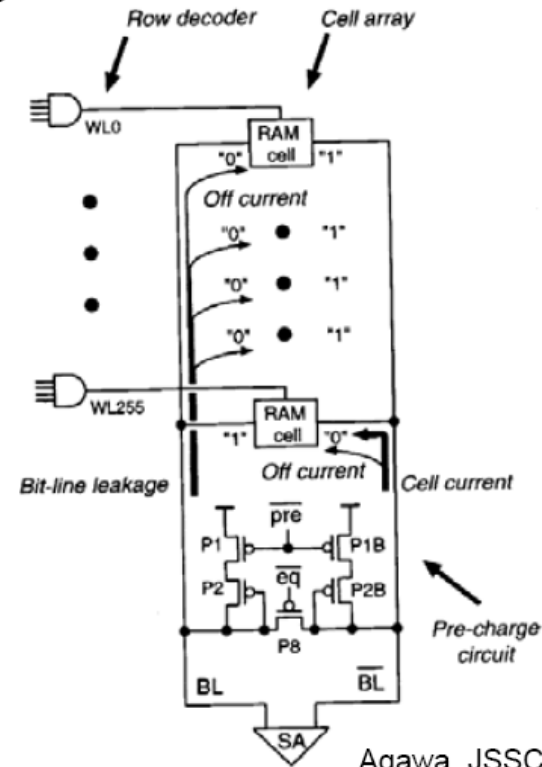 Row decoder
Cell array
WL0
RAM
cell
"0"
"1"
Off current
"0"
"1"
"0"
"1"
"0"
"1"
WL255
RAM
cell
"1"
"0"
Bit-line leakage
Off current
Cell current
P1
pre
P1B
P2
eq
P2B
P8
Pre-charge
circuit
BL
BL
SA
Agawa, JSSC